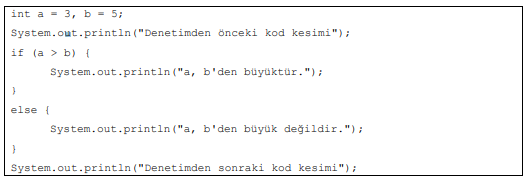 int a = 3, b = 5;
System.out.println("Denetimden önceki kod kesimi");
if (a > b) {
System.out.println("a, b'den büyüktür.");
}
else {
System.out.println("a, b'den büyük değildir.");
}
System.out.println("Denetimden sonraki kod kesimi");